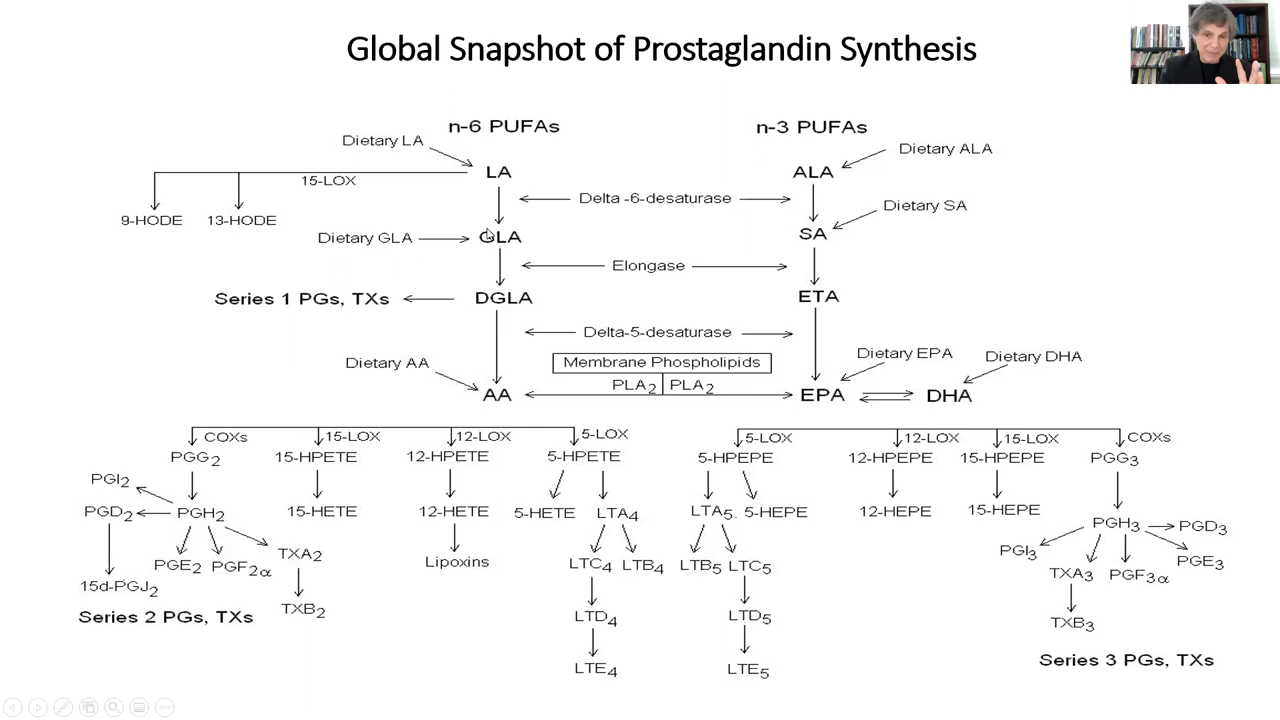 Global Snapshot of Prostaglandin Synthesis
n-6 PUFAs
n-3 PUFAs
Dietary LA
Dietary ALA
LA
ALA
15-LOX
9-HODE
13-HODE
Delta -6-desaturase
Dietary SA
Dietary GLA
GLA
SA
Elongase
Series 1 PGs, TXs
DGLA
ETA
Delta-5-desaturase
Dietary AA
Membrane Phospholipids
Dietary EPA
Dietary DHA
PLA2
PLA2
AA
EPA
DHA
COXs
15-LOX
12-LOX
5-LOX
5-LOX
12-LOX
15-LOX
COXs
PGG2
15-HPETE
12-HPETE
5-HPETE
5-HPEPE
12-HPEPE
15-HPEPE
PGG3
PGI2
PGD2
PGH2
15-HETE
12-HETE
5-HETE
LTA4
LTA5.
5-HEPE
12-HEPE
15-HEPE
PGH3
PGD3
PGI3
PGE3
PGE2
PGF2α
TXA2
Lipoxins
LTC4
LTB4
LTB5
LTC5
TXA3
PGF3α
15d-PGJ2
TXB2
LTD4
LTD5
TXB3
Series 2 PGs, TXs
LTE4
LTE5
Series 3 PGs, TXs